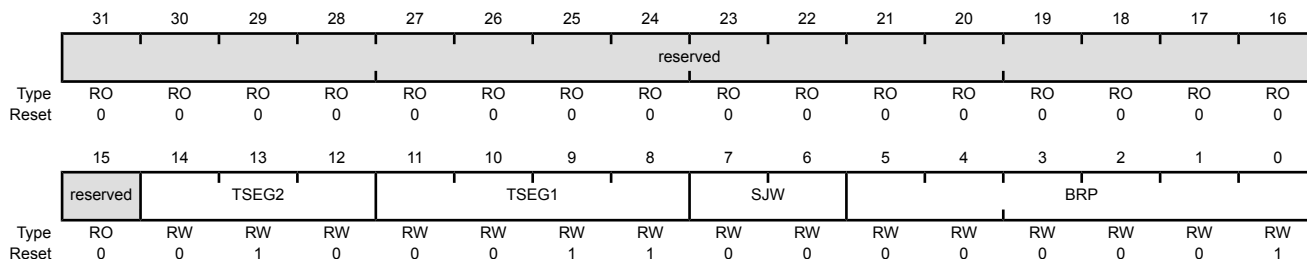 31 30 29 28 27 26 25 24 23 22 21 20 19 18 17 16
reserved
Type RO RO RO RO RO RO RO RO RO RO RO RO RO RO RO RO
Reset 0 0 0 0 0 0 0 0 0 0 0 0 0 0 0 0
15 14 13 12 11 10 9 8 7 6 5 4 3 2 1 0
reserved TSEG2 TSEG1 SJW BRP
Type RO RW RW RW RW RW RW RW RW RW RW RW RW RW RW RW
Reset 0 0 1 0 0 0 1 1 0 0 0 0 0 0 0 1